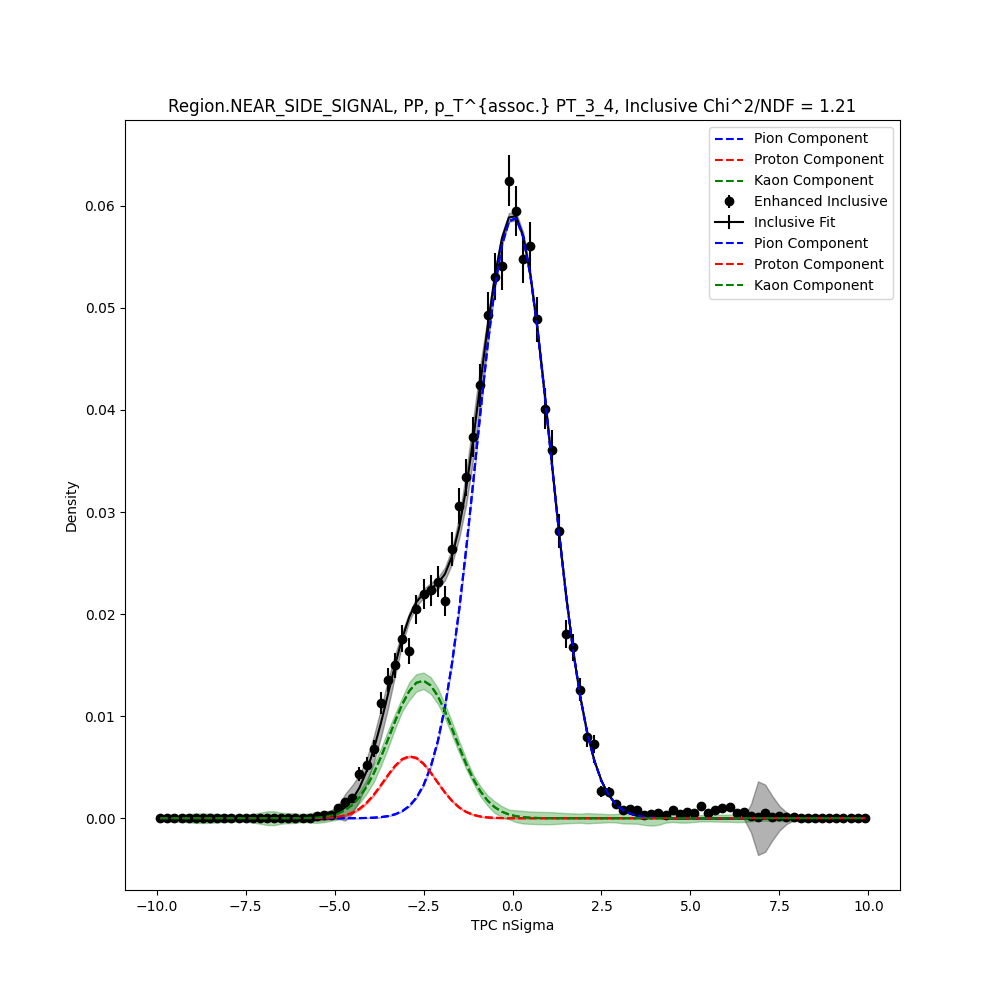 Region.NEAR_SIDE_SIGNAL, PP, p_T^{assoc.} PT_3_4, Inclusive Chi^2/NDF = 1.21
Pion Component
Proton Component
Kaon Component
Enhanced Inclusive
Inclusive Fit
Pion Component
Proton Component
Kaon Component
0.06
0.05
0.04
0.03
0.02
0.01
0.00
Density
−10.0 −7.5 −5.0 −2.5 0.0 2.5 5.0 7.5 10.0
TPC nSigma